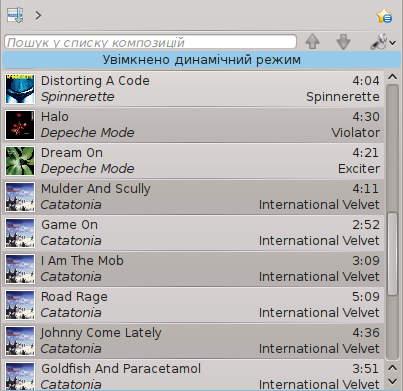 Пошук у списку композицій
Увімкнено динамічний режим
Distorting A Code 4:04
Spinnerette Spinnerette
Halo 4:30
Depeche Mode Violator
Dream On 4:21
Depeche Mode Exciter
Mulder And Scully 4:11
Catatonia International Velvet
Game On 2:52
Catatonia International Velvet
I Am The Mob 3:09
Catatonia International Velvet
Road Rage 5:09
Catatonia International Velvet
Johnny Come Lately 4:36
Catatonia International Velvet
Goldfish And Paracetamol 3:51
Catatonia International Velvet